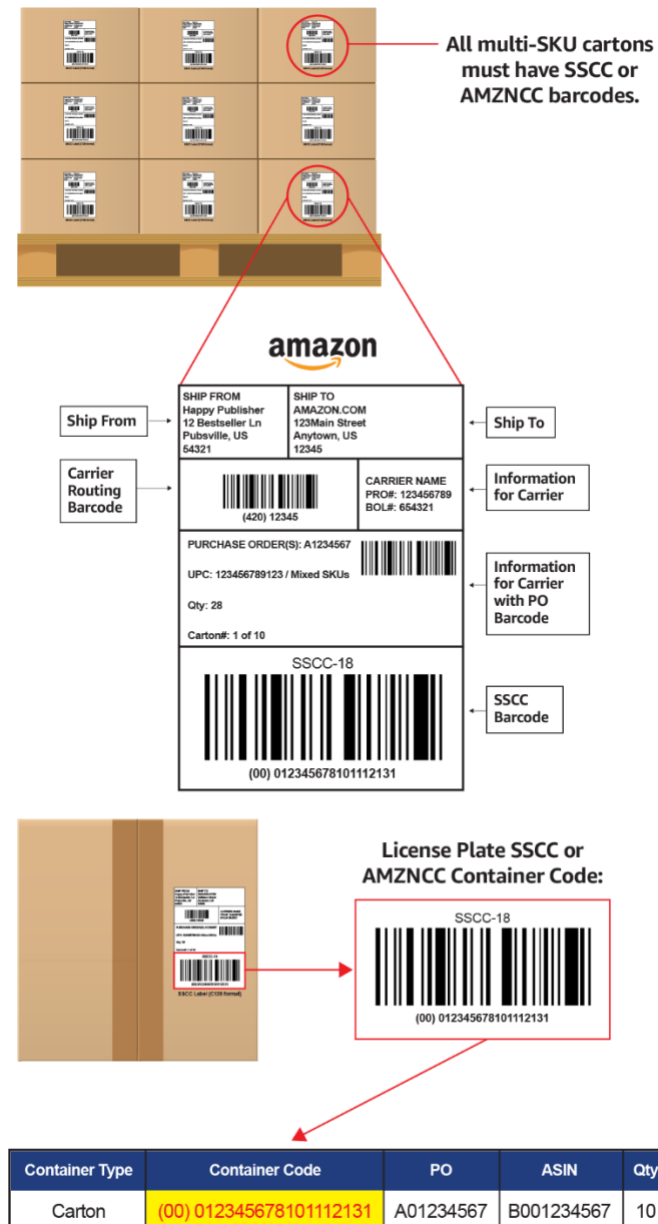 All multi-SKU cartons
must have SSCC or
AMZNCC barcodes.
amazon
Ship From
SHIP FROM
Happy Publisher
12 Bestseller Ln
Pubsville, US
54321
SHIP TO
AMAZON.COM
123Main Street
Anytown, US
12345
Ship To
Carrier
Routing
Barcode
(420) 12345
CARRIER NAME
PRO#: 123456789
BOL#: 654321
Information
for Carrier
PURCHASE ORDER(S): A1234567
UPC: 123456789123 / Mixed SKUs
Qty: 28
Carton#: 1 of 10
Information
for Carrier
with PO
Barcode
SSCC-18
(00) 012345678101112131
SSCC
Barcode
SSCC Label (C128 format)
License Plate SSCC or
AMZNCC Container Code:
SSCC-18
(00) 012345678101112131
Container Type Container Code PO ASIN Qty
Carton (00) 012345678101112131 A01234567 B001234567 10